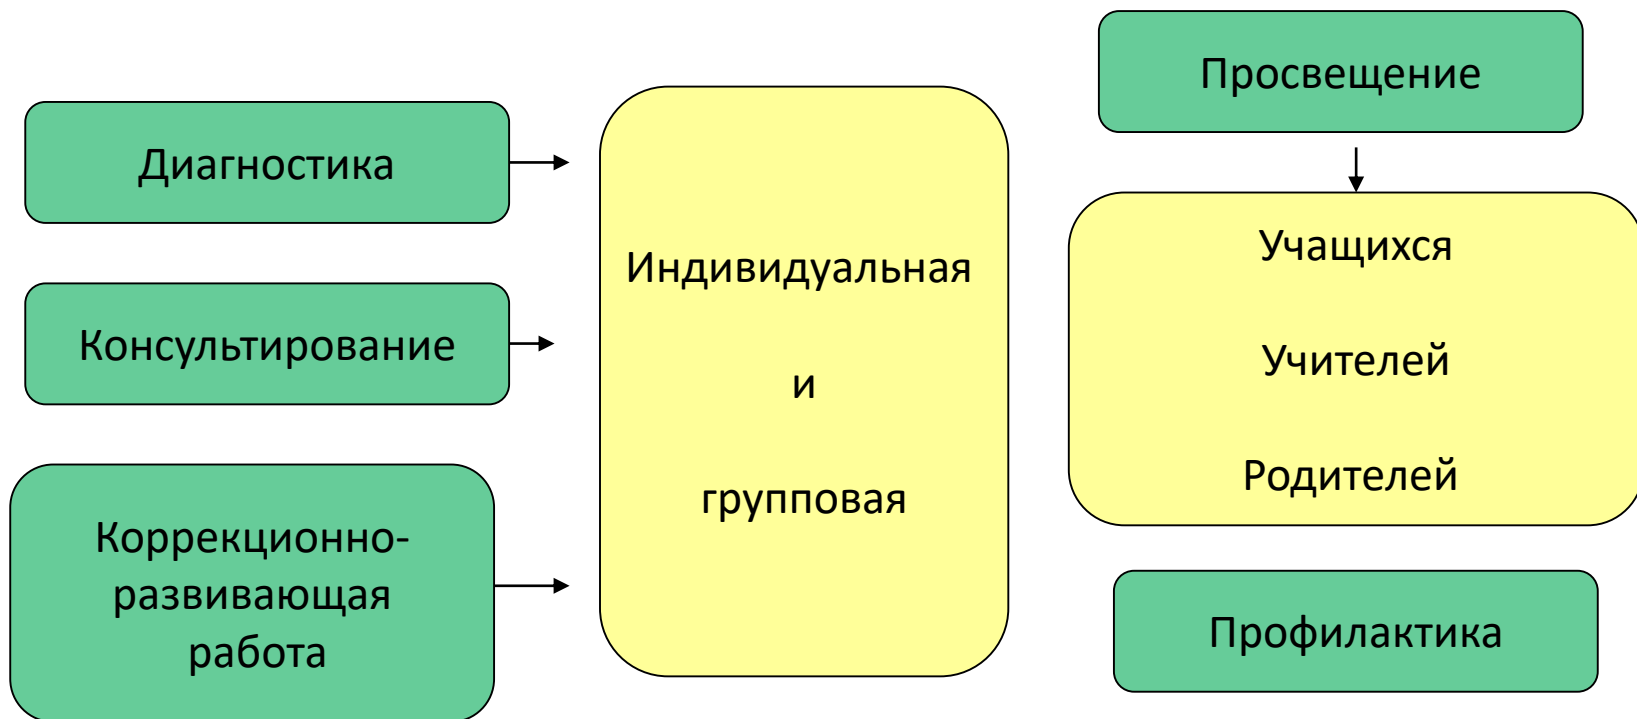 Диагностика
Консультирование
Коррекционно-
развивающая
работа
Индивидуальная
и
групповая
Просвещение
Учащихся
Учителей
Родителей
Профилактика